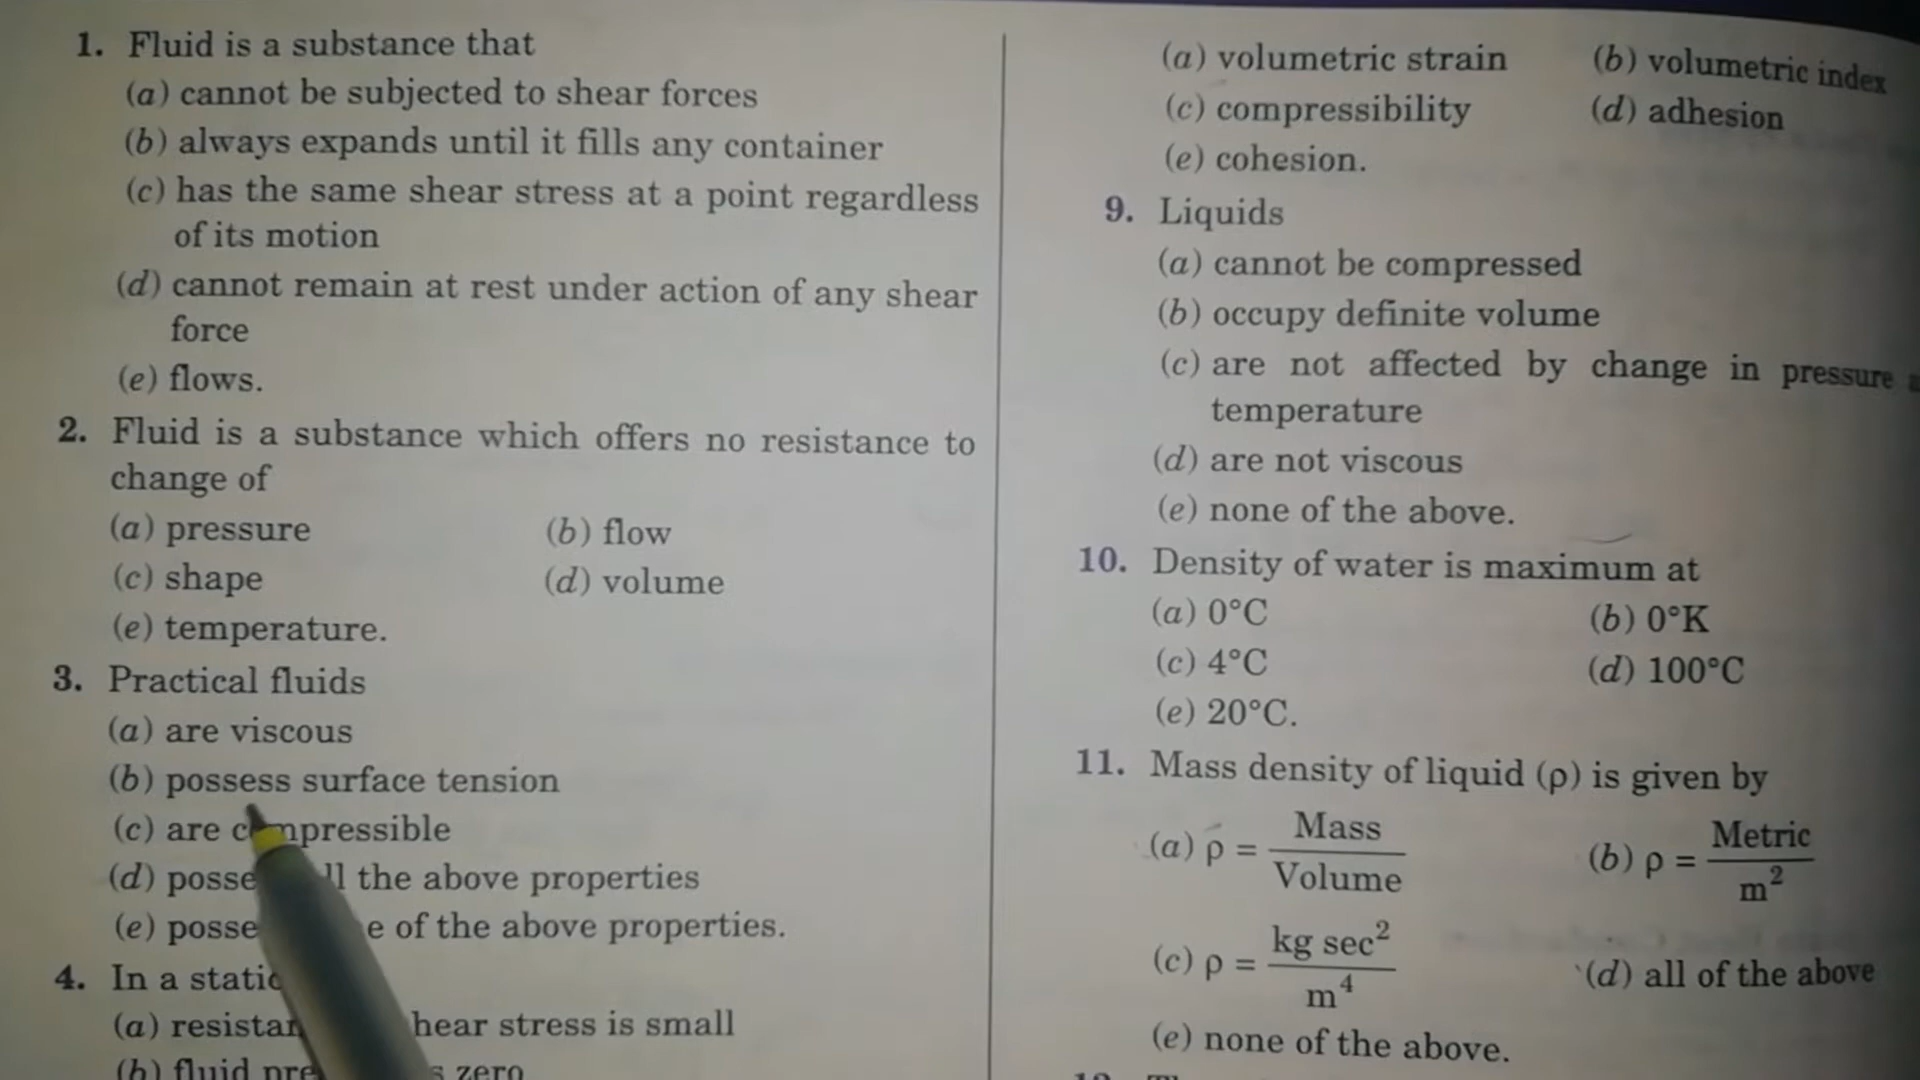 1. Fluid is a substance that
(a) cannot be subjected to shear forces
(b) always expands until it fills any container
(c) has the same shear stress at a point regardless
of its motion
(d) cannot remain at rest under action of any shear
force
(e) flows.
2. Fluid is a substance which offers no resistance to
change of
(a) pressure (b) flow
(c) shape (d) volume
(e) temperature.
3. Practical fluids
(a) are viscous
(b) possess surface tension
(c) are compressible
(d) posse ll the above properties
(e) posse e of the above properties.
4. In a static
(a) resistan hear stress is small
(b) fluid pre s zero
(a) volumetric strain (b) volumetric index
(c) compressibility (d) adhesion
(e) cohesion.
9. Liquids
(a) cannot be compressed
(b) occupy definite volume
(c) are not affected by change in pressure
temperature
(d) are not viscous
(e) none of the above.
10. Density of water is maximum at
(a) 0°C (b) 0°K
(c) 4°C (d) 100°C
(e) 20°C.
11. Mass density of liquid (ρ) is given by
(a) ρ = Mass / Volume (b) ρ = Metric / m²
(c) ρ = kg sec² / m⁴ (d) all of the above
(e) none of the above.